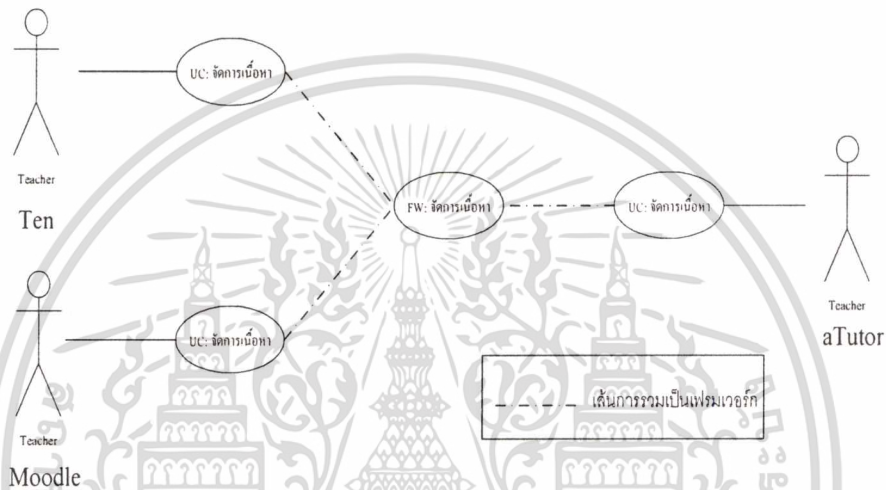 UC: จัดการเนื้อหา
Teacher
Ten
FW: จัดการเนื้อหา
UC: จัดการเนื้อหา
Teacher
aTutor
UC: จัดการเนื้อหา
Teacher
Moodle
เส้นการรวมเป็นเฟรมเวอร์ก